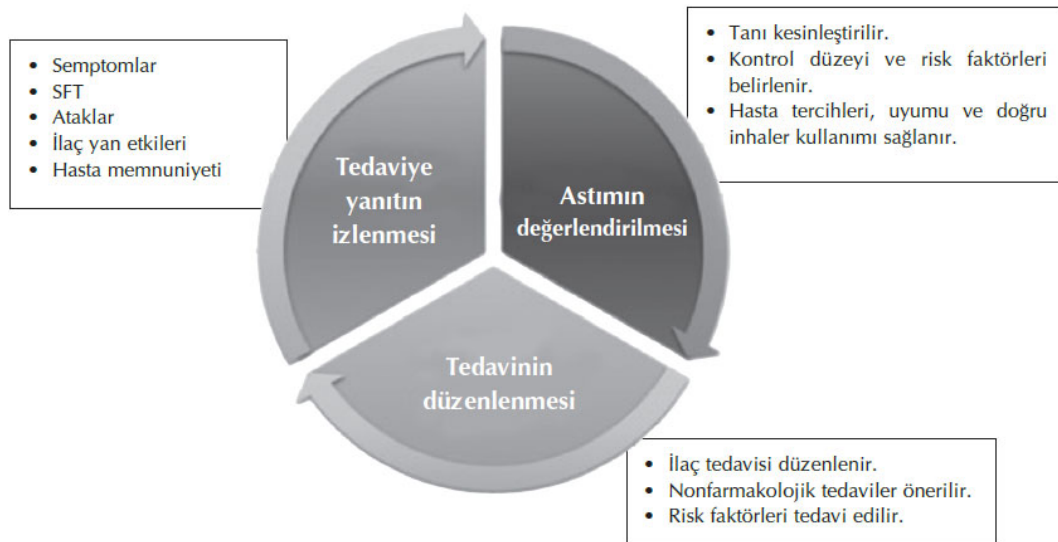 • Semptomlar
• SFT
• Ataklar
• İlaç yan etkileri
• Hasta memnuniyeti
• Tanı kesinleştirilir.
• Kontrol düzeyi ve risk faktörleri
belirlenir.
• Hasta tercihleri, uyumu ve doğru
inhaler kullanımı sağlanır.
Tedaviye
yanıtın
izlenmesi
Astımın
değerlendirilmesi
Tedavinin
düzenlenmesi
• İlaç tedavisi düzenlenir.
• Nonfarmakolojik tedaviler önerilir.
• Risk faktörleri tedavi edilir.